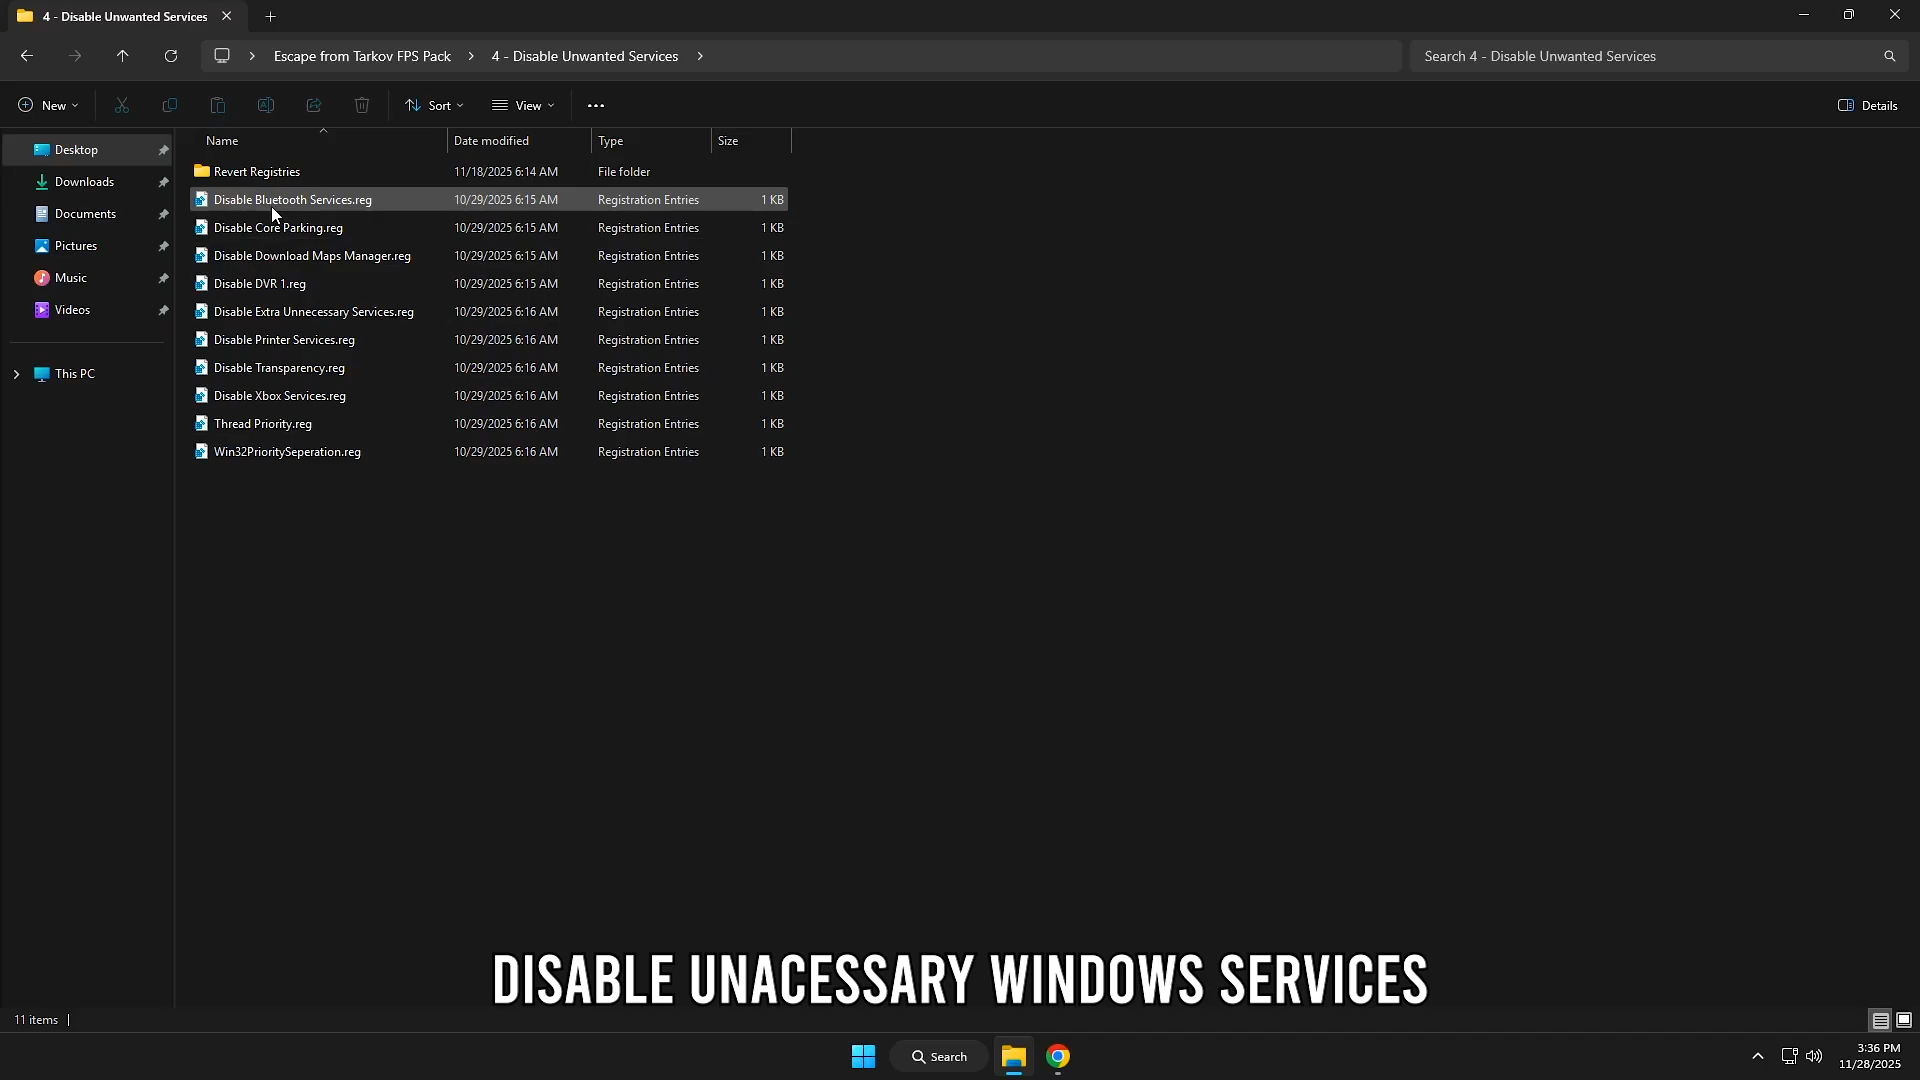 4 - Disable Unwanted Services
Escape from Tarkov FPS Pack
4 - Disable Unwanted Services
Search 4 - Disable Unwanted Services
New
Sort
View
Details
Name Date modified Type Size
Desktop
Downloads
Documents
Pictures
Music
Videos
This PC
Revert Registries 11/18/2025 6:14 AM File folder
Disable Bluetooth Services.reg 10/29/2025 6:15 AM Registration Entries 1 KB
Disable Core Parking.reg 10/29/2025 6:15 AM Registration Entries 1 KB
Disable Download Maps Manager.reg 10/29/2025 6:15 AM Registration Entries 1 KB
Disable DVR 1.reg 10/29/2025 6:15 AM Registration Entries 1 KB
Disable Extra Unnecessary Services.reg 10/29/2025 6:16 AM Registration Entries 1 KB
Disable Printer Services.reg 10/29/2025 6:16 AM Registration Entries 1 KB
Disable Transparency.reg 10/29/2025 6:16 AM Registration Entries 1 KB
Disable Xbox Services.reg 10/29/2025 6:16 AM Registration Entries 1 KB
Thread Priority.reg 10/29/2025 6:16 AM Registration Entries 1 KB
Win32PrioritySeperation.reg 10/29/2025 6:16 AM Registration Entries 1 KB
DISABLE UNACESSARY WINDOWS SERVICES
11 items
Search
3:36 PM
11/28/2025